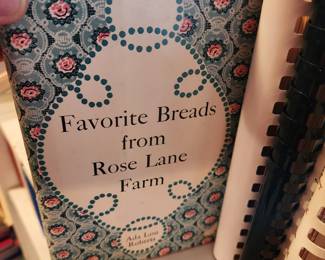 Favorite Breads
from
Rose Lane
Farm
Ada Lou
Roberts